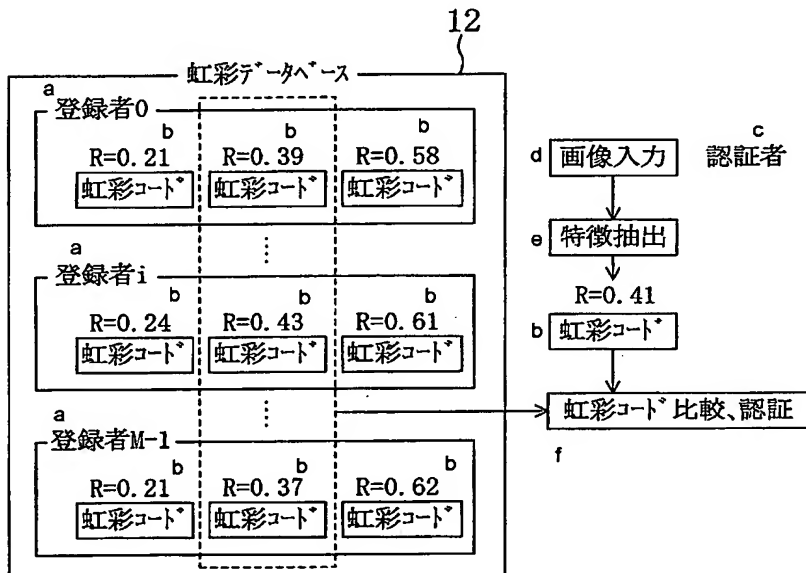 12
虹彩データベース
a
登録者0
b b b
R=0.21 R=0.39 R=0.58
虹彩コード 虹彩コード 虹彩コード
a
登録者i
b b b
R=0.24 R=0.43 R=0.61
虹彩コード 虹彩コード 虹彩コード
a
登録者M-1
b b b
R=0.21 R=0.37 R=0.62
虹彩コード 虹彩コード 虹彩コード
c
d 画像入力 認証者
e 特徴抽出
R=0.41
b 虹彩コード
虹彩コード比較、認証
f